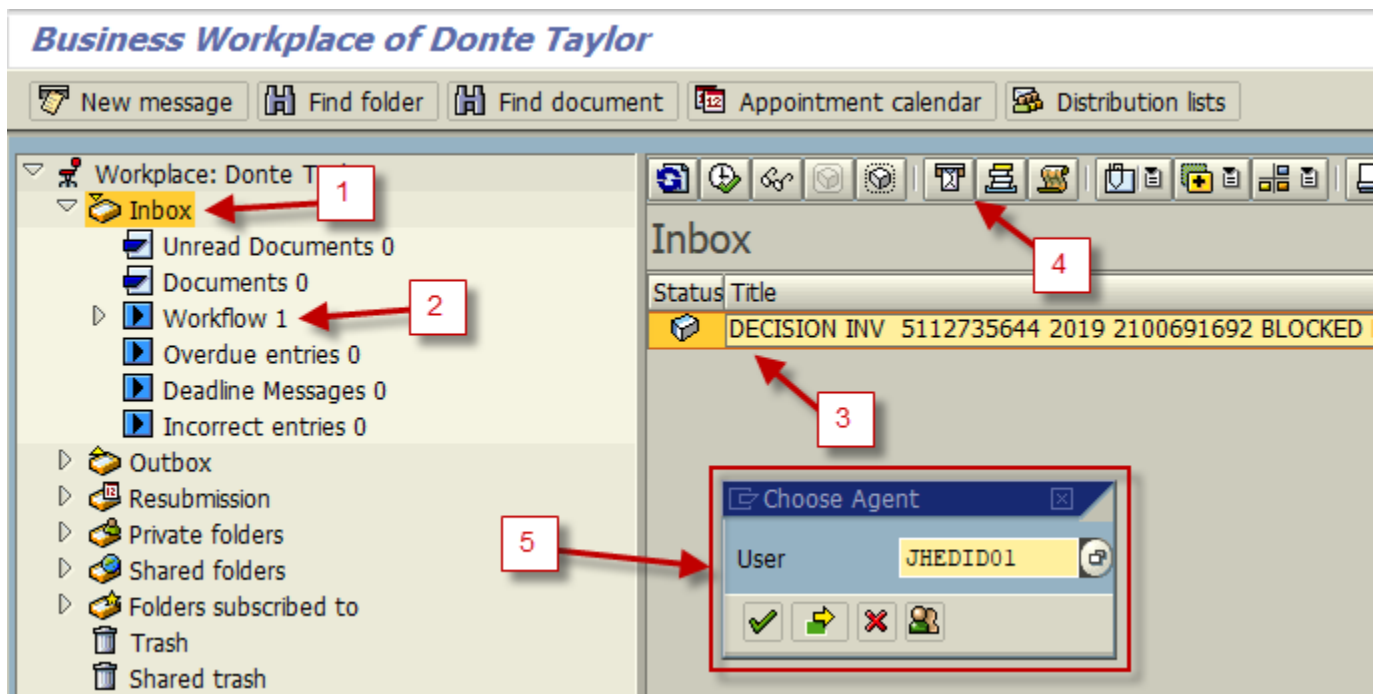 Business Workplace of Donte Taylor
New message Find folder Find document 12 Appointment calendar Distribution lists
Workplace: Donte T
1
Inbox
Unread Documents 0
Documents 0
2
Workflow 1
Overdue entries 0
Deadline Messages 0
Incorrect entries 0
Outbox
12 Resubmission
Private folders
Shared folders
Folders subscribed to
Trash
Shared trash
4
Inbox
Status Title
DECISION INV 5112735644 2019 2100691692 BLOCKED
3
5
Choose Agent
User JHEDID01